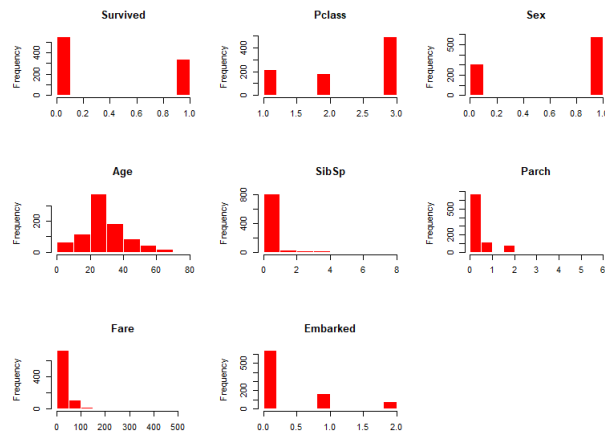 Survived
Pclass
Sex
Frequency
0 200 400
0.0 0.2 0.4 0.6 0.8 1.0
Frequency
0 200 400
1.0 1.5 2.0 2.5 3.0
Frequency
0 200 500
0.0 0.2 0.4 0.6 0.8 1.0
Age
SibSp
Parch
Frequency
0 200
0 20 40 60 80
Frequency
0 400 800
0 2 4 6 8
Frequency
0 200 500
0 1 2 3 4 5 6
Fare
Embarked
Frequency
0 400
0 100 200 300 400 500
Frequency
0 200 500
0.0 0.5 1.0 1.5 2.0